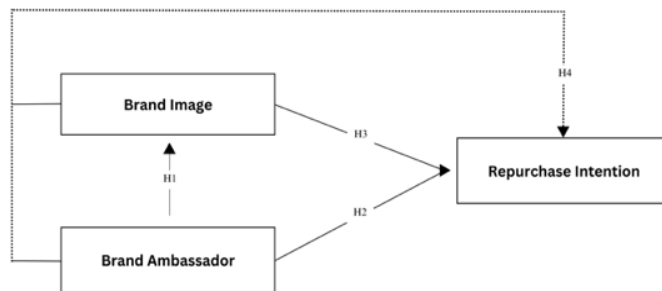 H4
Brand Image
H3
Repurchase Intention
H1
H2
Brand Ambassador